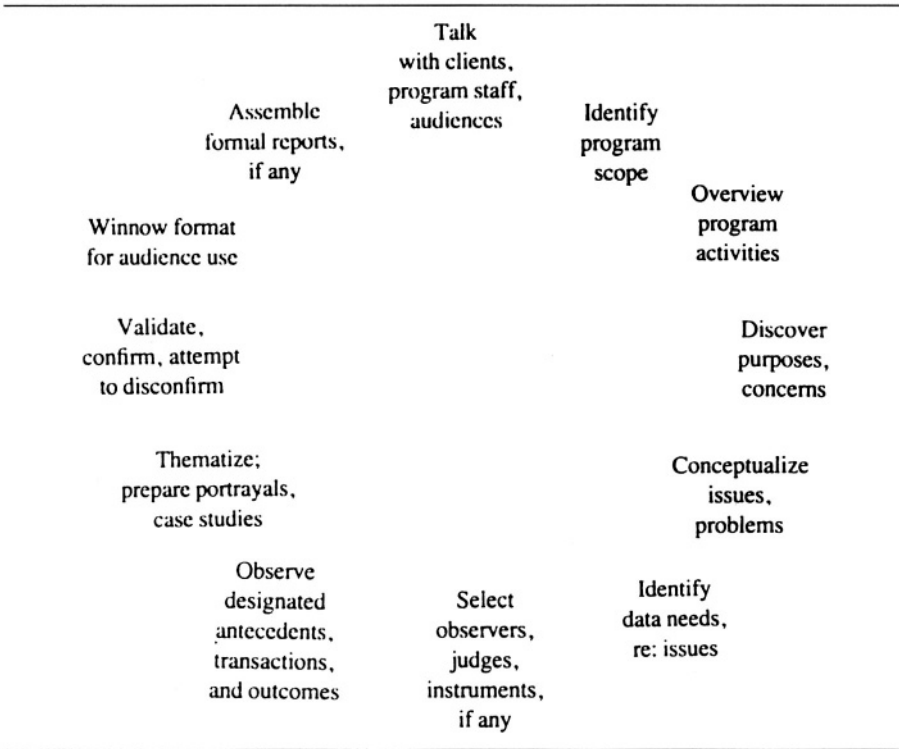 Talk
with clients,
program staff,
audiences
Identify
program
scope
Overview
program
activities
Discover
purposes,
concerns
Conceptualize
issues,
problems
Identify
data needs,
re: issues
Select
observers,
judges,
instruments,
if any
Observe
designated
antecedents,
transactions,
and outcomes
Thematize;
prepare portrayals,
case studies
Validate,
confirm, attempt
to disconfirm
Winnow format
for audience use
Assemble
formal reports,
if any